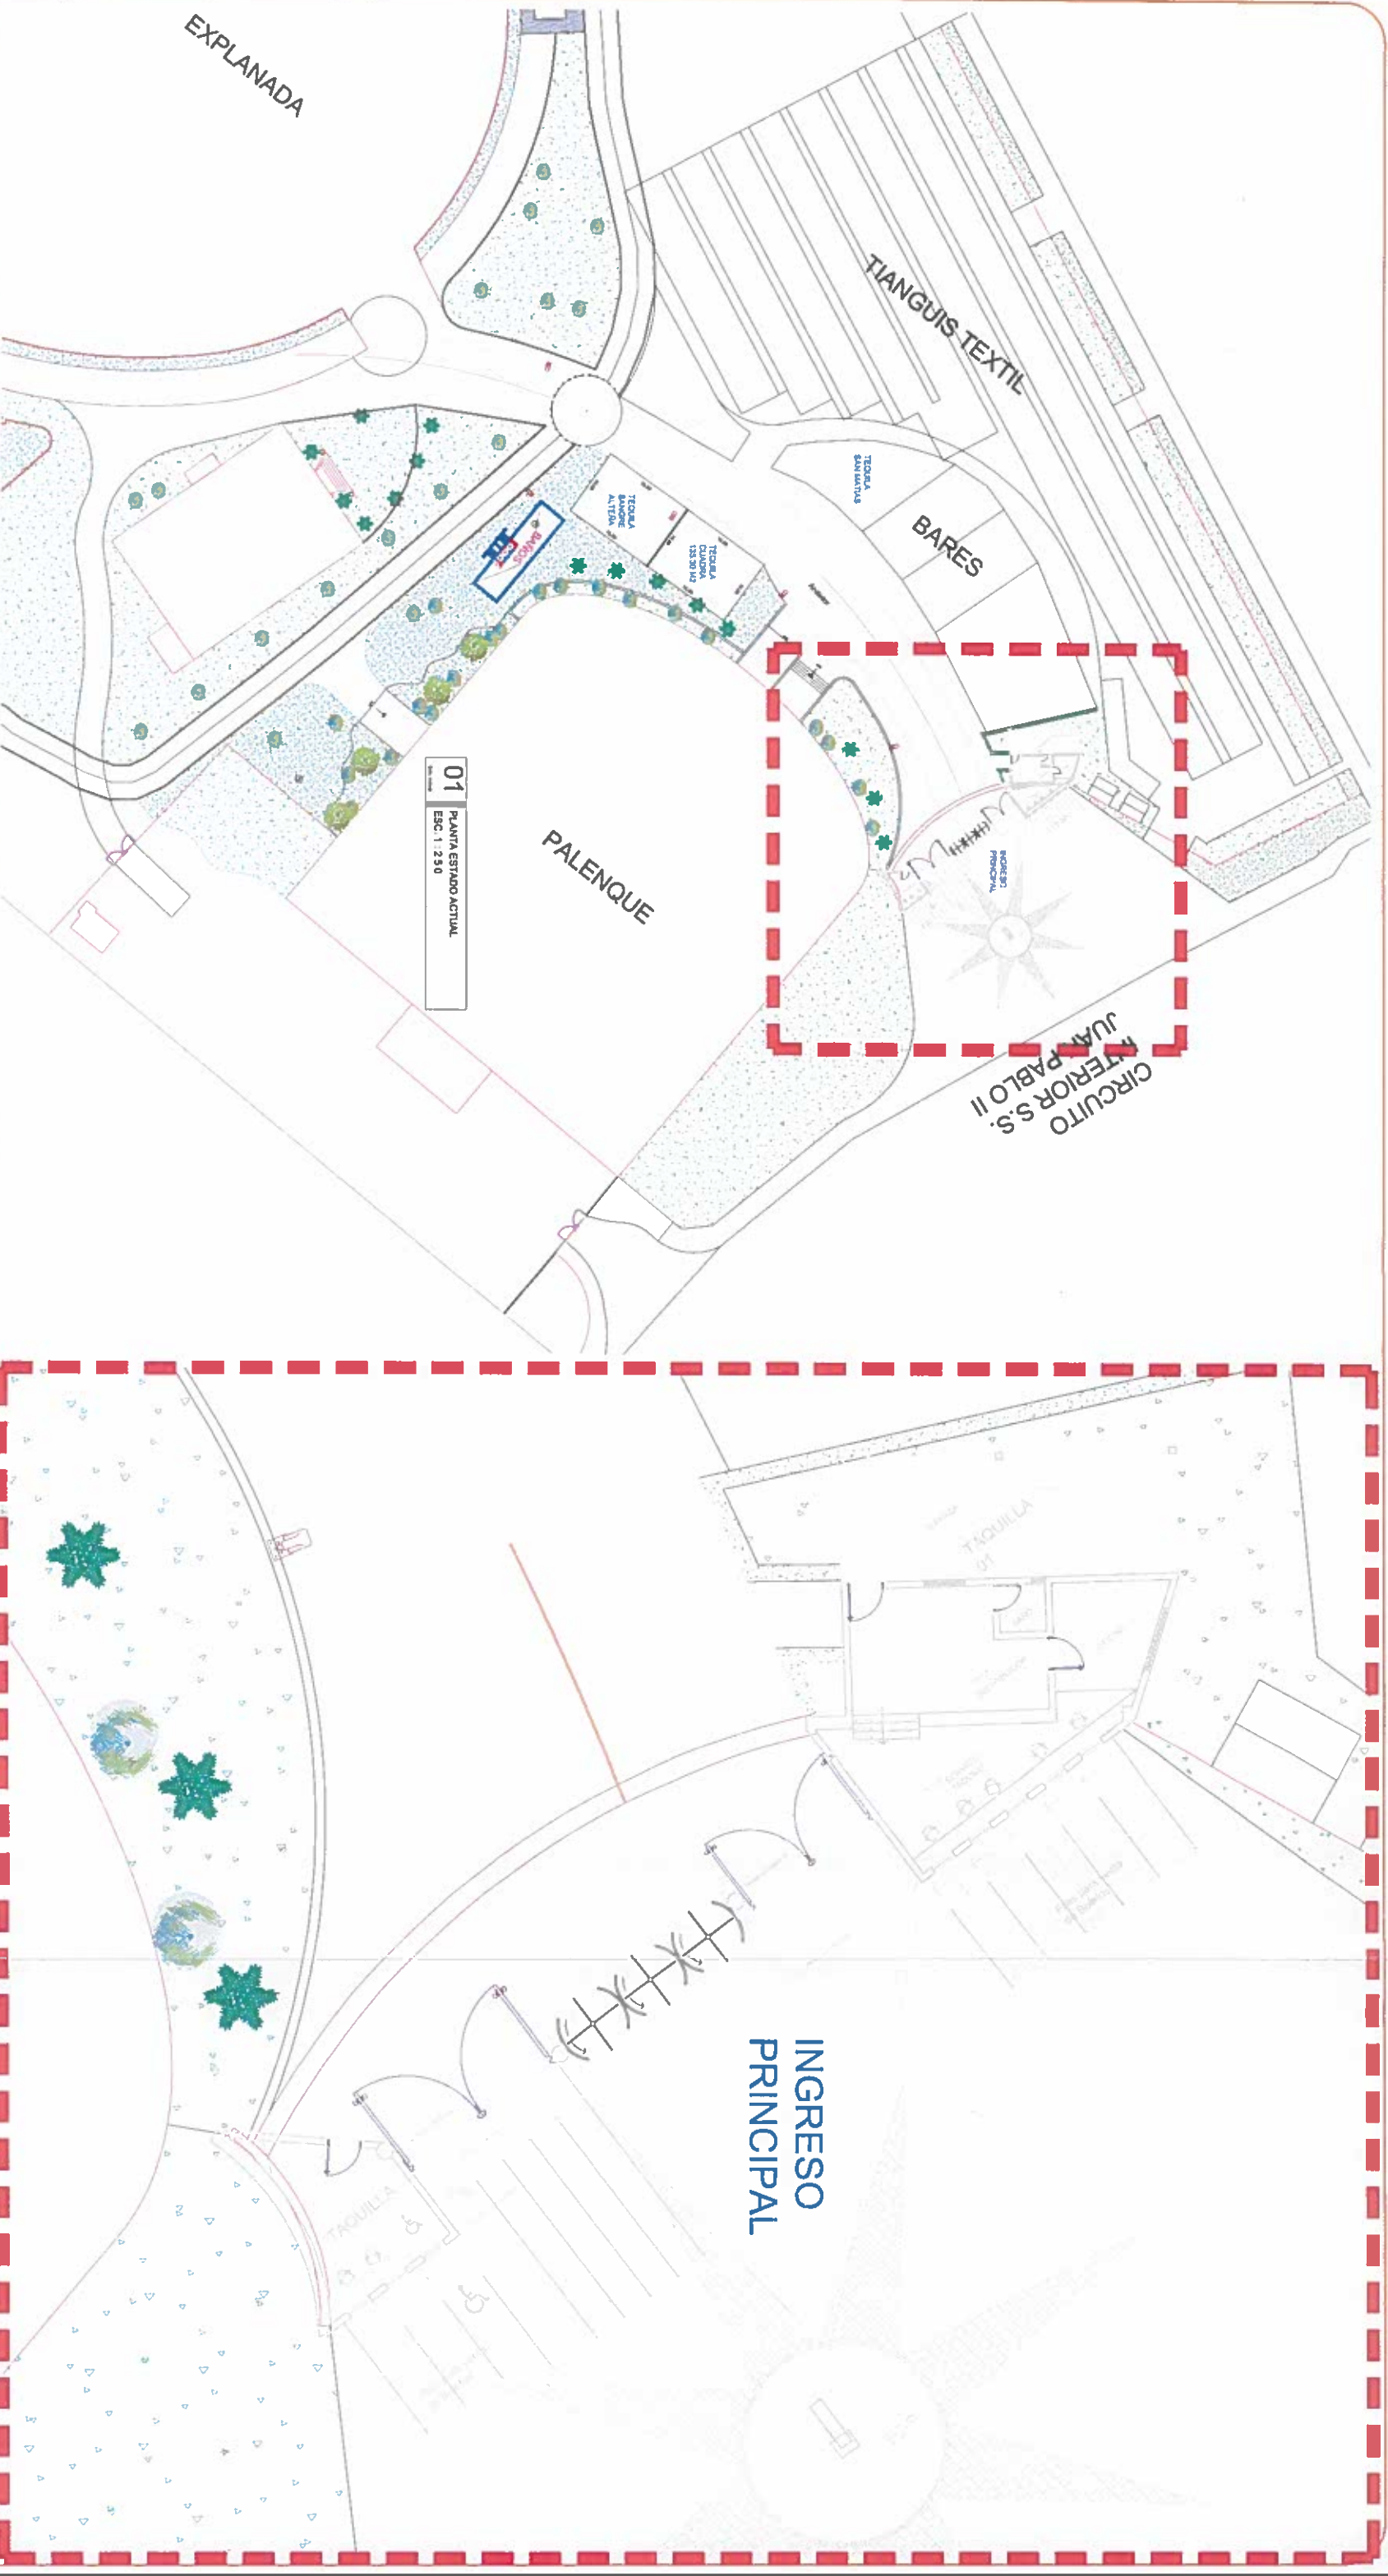 EXPLANADA
TIANGUIS TEXTIL
TEQUILA
SAN MATIAS
BARES
TEQUILA
SANGRE
ALTEÑA
TEQUILA
CUADRA
BAÑOS
INGRESO
PRINCIPAL
PALENQUE
01
PLANTA ESTADO ACTUAL
ESC. 1 : 250
CIRCUITO
INTERIOR S.S.
JUAN PABLO II
TAQUILLA
01
INGRESO
PRINCIPAL
TAQUILLA